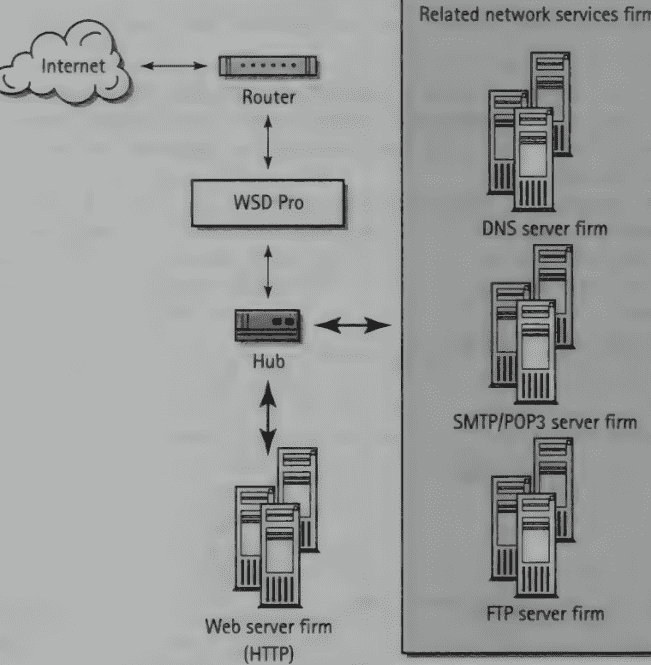 Related network services firm
Internet
Router
WSD Pro
DNS server firm
Hub
SMTP/POP3 server firm
FTP server firm
Web server firm
(HTTP)